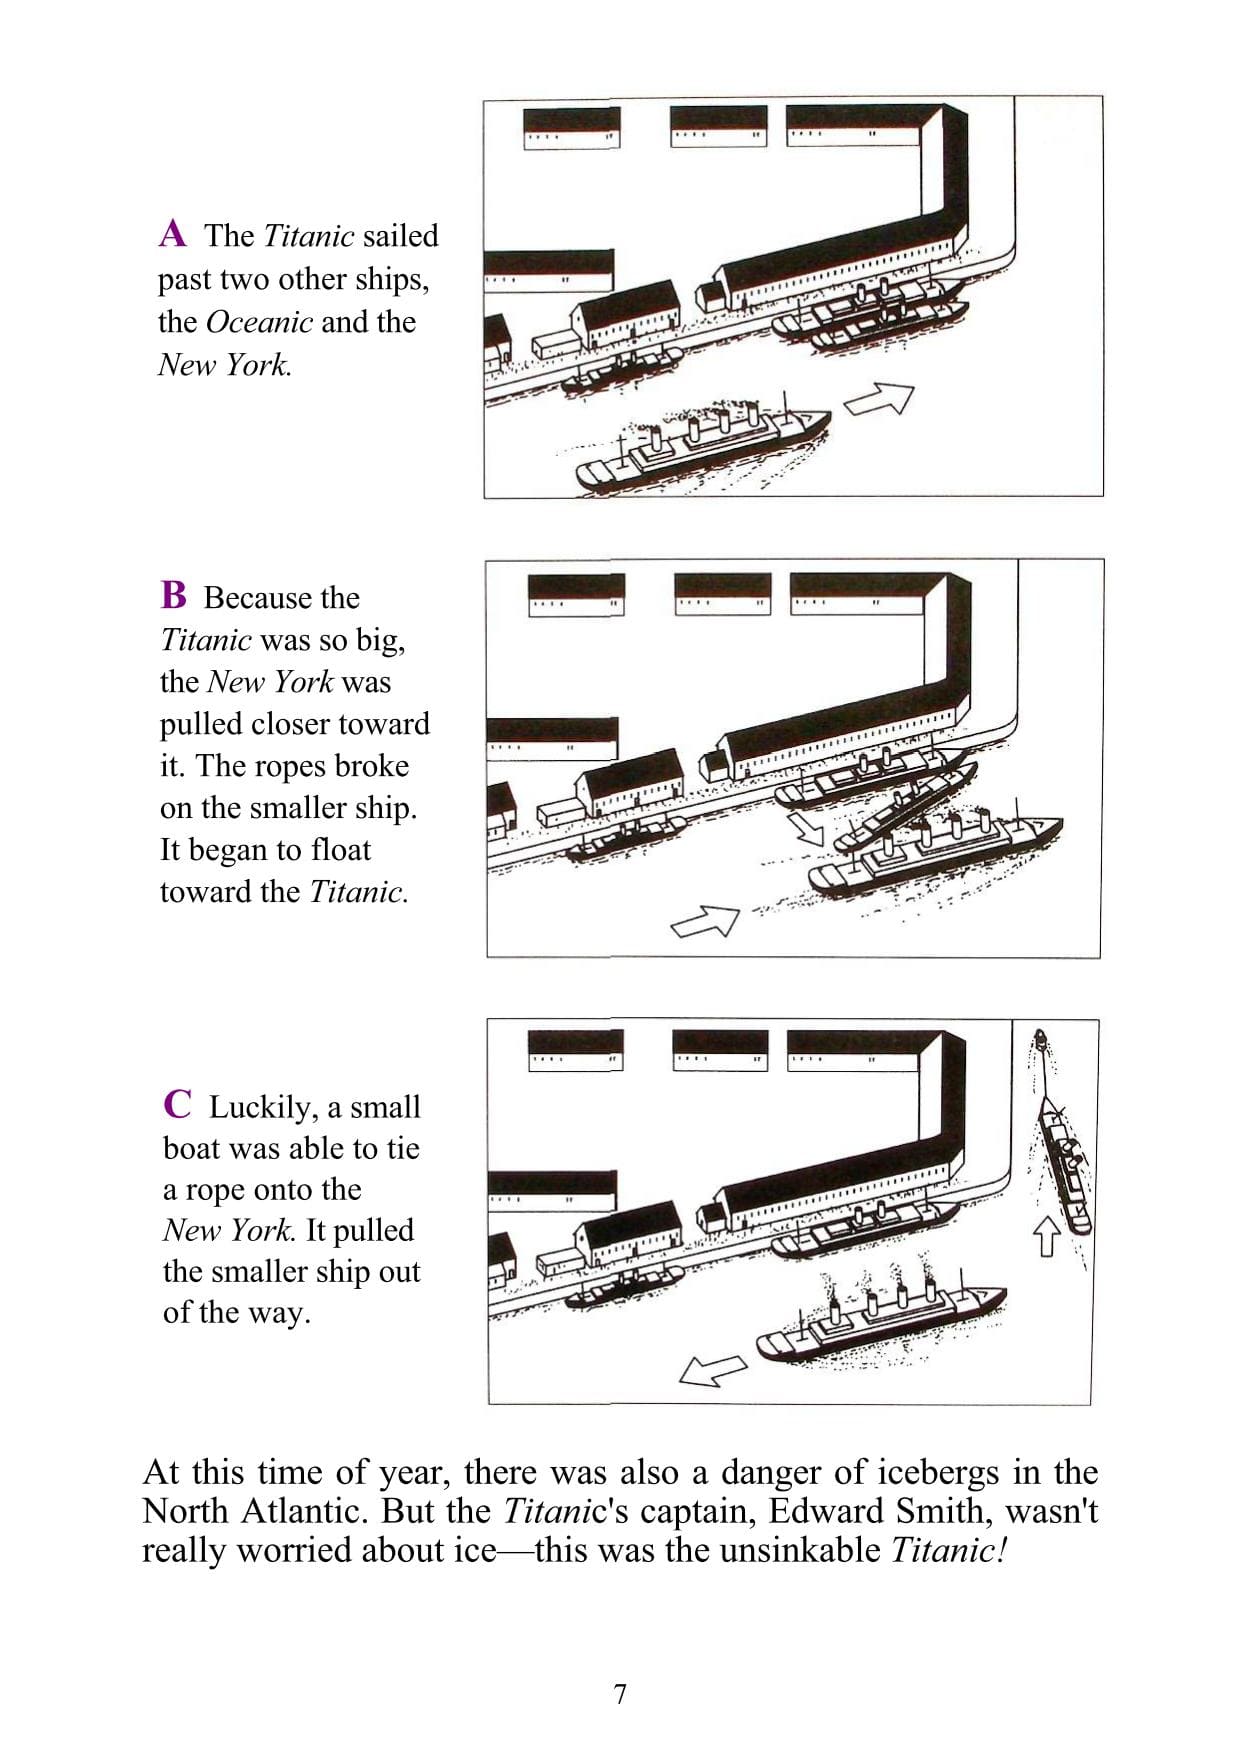 A The Titanic sailed
past two other ships,
the Oceanic and the
New York.
B Because the
Titanic was so big,
the New York was
pulled closer toward
it. The ropes broke
on the smaller ship.
It began to float
toward the Titanic.
C Luckily, a small
boat was able to tie
a rope onto the
New York. It pulled
the smaller ship out
of the way.
At this time of year, there was also a danger of icebergs in the
North Atlantic. But the Titanic's captain, Edward Smith, wasn't
really worried about ice—this was the unsinkable Titanic!
7